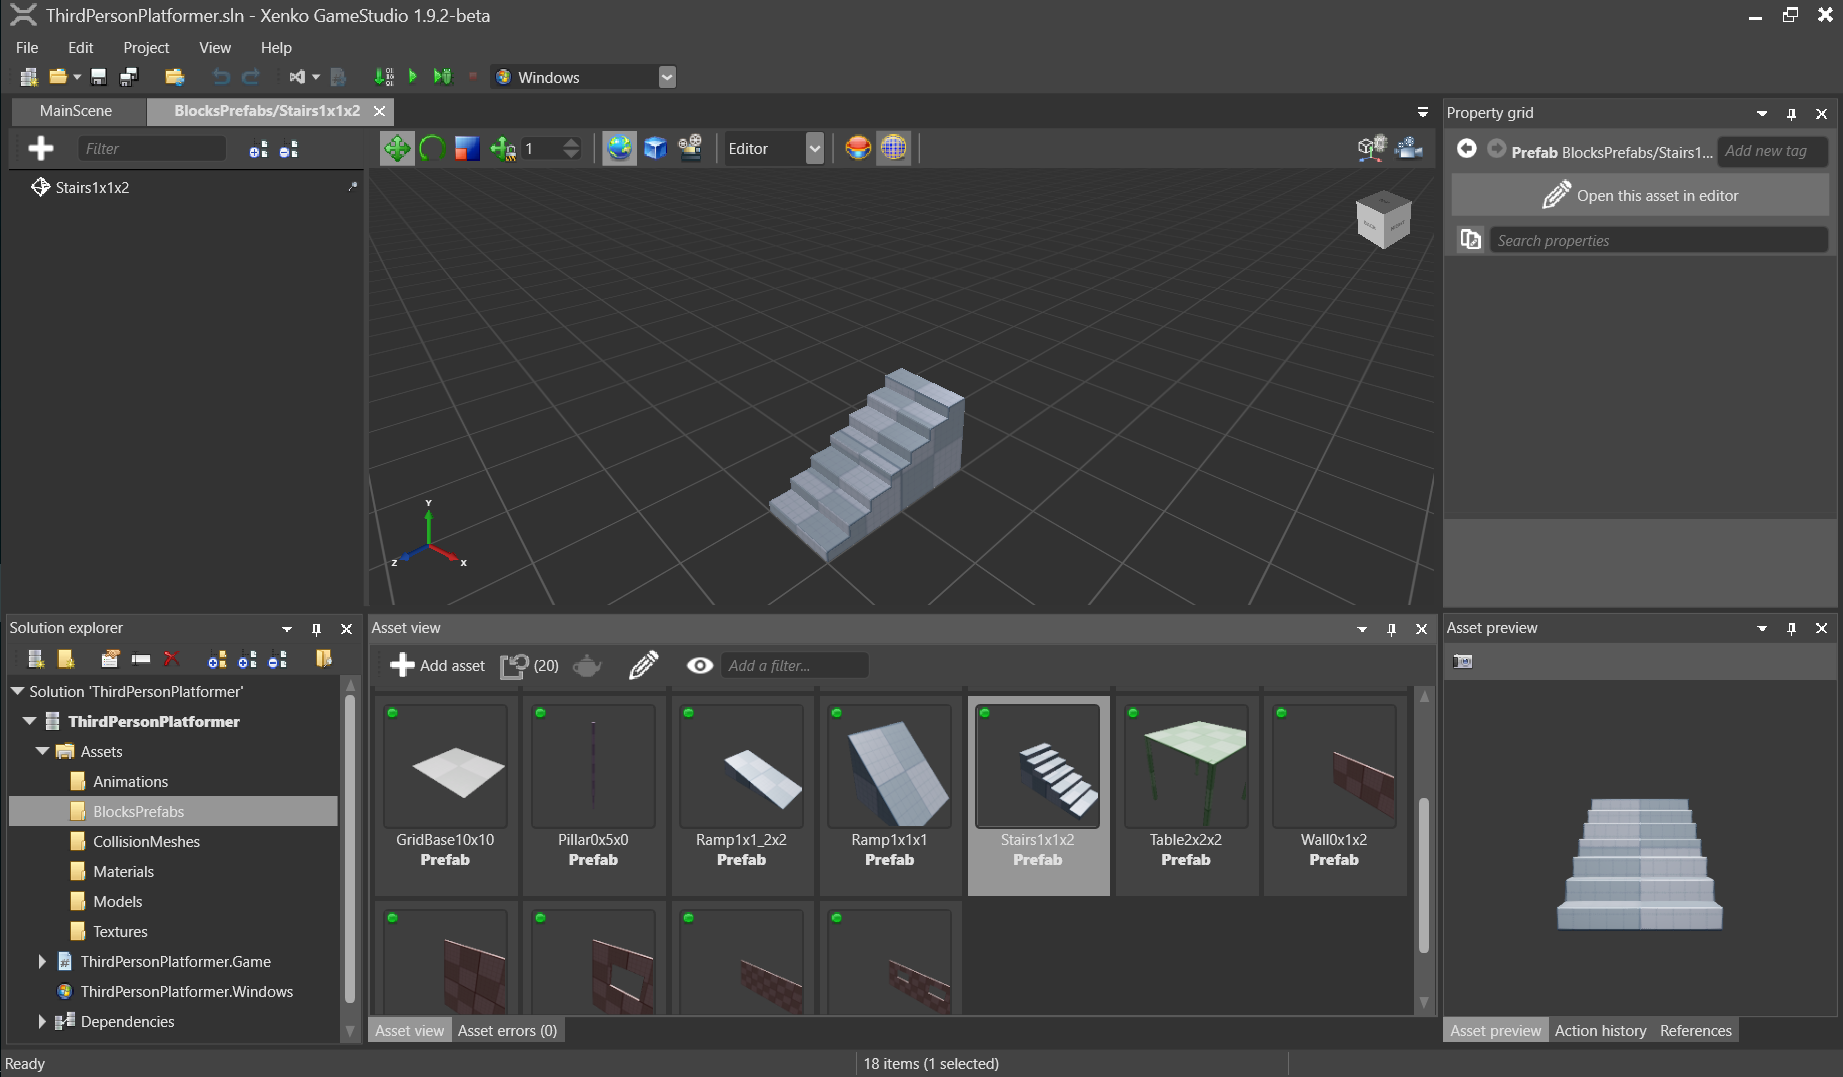 ThirdPersonPlatformer.sln - Xenko GameStudio 1.9.2-beta
File Edit Project View Help
Windows
MainScene BlocksPrefabs/Stairs1x1x2
Filter
1
Editor
Stairs1x1x2
Y
Z
X
Property grid
Prefab BlocksPrefabs/Stairs1... Add new tag
Open this asset in editor
Search properties
Solution explorer
Solution 'ThirdPersonPlatformer'
ThirdPersonPlatformer
Assets
Animations
BlocksPrefabs
CollisionMeshes
Materials
Models
Textures
ThirdPersonPlatformer.Game
ThirdPersonPlatformer.Windows
Dependencies
Asset view
Add asset (20) Add a filter...
GridBase10x10 Pillar0x5x0 Ramp1x1_2x2 Ramp1x1x1 Stairs1x1x2 Table2x2x2 Wall0x1x2
Prefab Prefab Prefab Prefab Prefab Prefab Prefab
Asset view Asset errors (0)
Asset preview
Asset preview Action history References
Ready
18 items (1 selected)